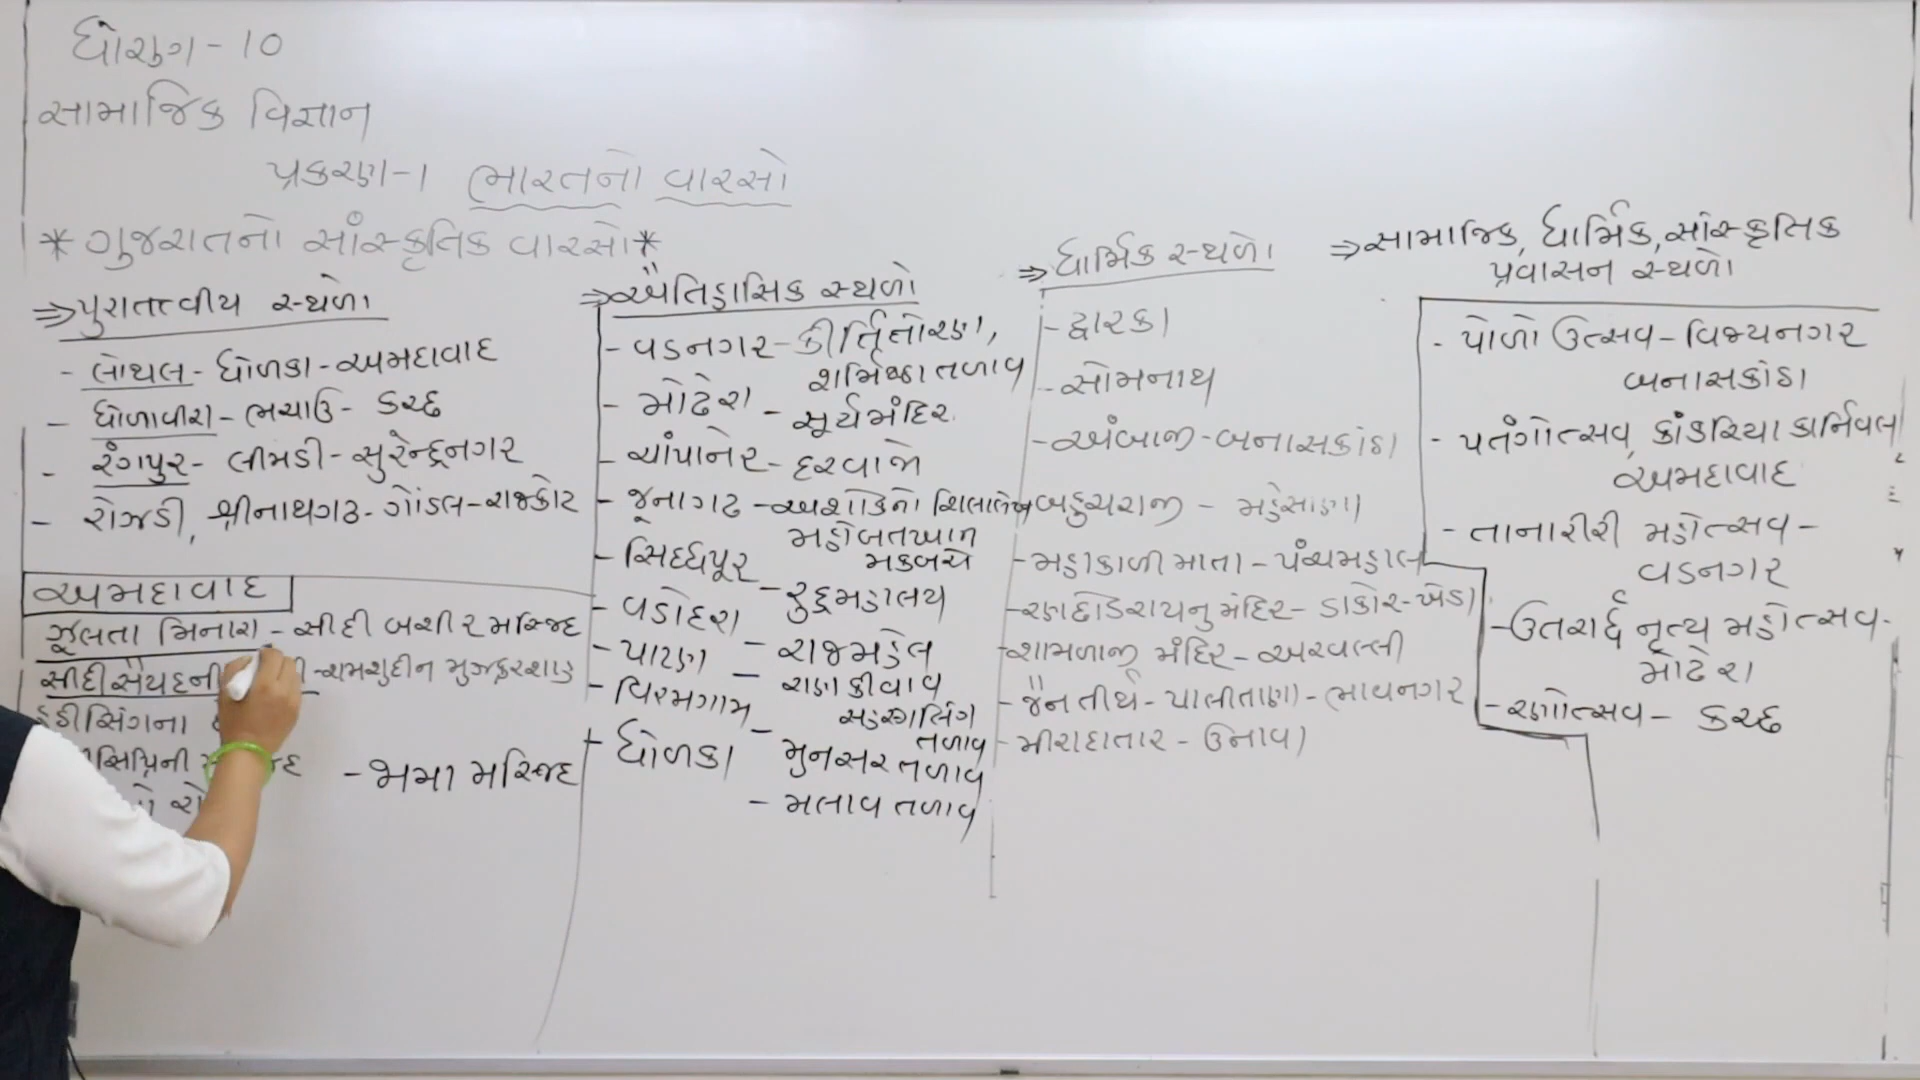 ધોરણ - 10
સામાજિક વિજ્ઞાન
પ્રકરણ-1 ભારતનો વારસો
* ગુજરાતનો સાંસ્કૃતિક વારસો *
⇒ પુરાતત્વીય સ્થળો
- લોથલ - ધોળકા - અમદાવાદ
- ધોળાવીરા - ભચાઉ - કચ્છ
- રંગપુર - લીમડી - સુરેન્દ્રનગર
- રોજડી, શ્રીનાથગઢ - ગોંડલ - રાજકોટ
અમદાવાદ
ઝૂલતા મિનારા - સીદી બશીર મસ્જિદ
સીદી સૈયદની
હઠીસિંગના
- જામા મસ્જિદ
⇒ ઐતિહાસિક સ્થળો
- વડનગર - કીર્તિતોરણ,
શર્મિષ્ઠા તળાવ
- મોઢેરા - સૂર્યમંદિર
- ચાંપાનેર - દરવાજો
- જૂનાગઢ - અશોકનો શિલાલેખ
મહોબતખાન
મકબરો
- સિદ્ધપૂર - રુદ્રમહાલય
- વડોદરા - રાજમહેલ
- પાટણ - રાણકીવાવ
સહસ્ત્રલિંગ
તળાવ
- વિરમગામ - મુનસર તળાવ
- ધોળકા - મલાવ તળાવ
⇒ ધાર્મિક સ્થળો
- દ્વારકા
- સોમનાથ
- અંબાજી - બનાસકાંઠા
બહુચરાજી - મહેસાણા
- મહાકાળી માતા - પંચમહાલ
- રણછોડરાયનુ મંદિર - ડાકોર - ખેડા
- શામળાજી મંદિર - અરવલ્લી
- જૈન તીર્થ - પાલીતાણા - ભાવનગર
- મીરાદાતાર - ઉનાવા
⇒ સામાજિક, ધાર્મિક, સાંસ્કૃતિક
પ્રવાસન સ્થળો
- પોળો ઉત્સવ - વિજયનગર
બનાસકાંઠા
- પતંગોત્સવ, કાંકરિયા કાર્નિવલ
અમદાવાદ
- તાનારીરી મહોત્સવ -
વડનગર
- ઉતરાર્દ્ધ નૃત્ય મહોત્સવ -
મોઢેરા
- રણોત્સવ - કચ્છ